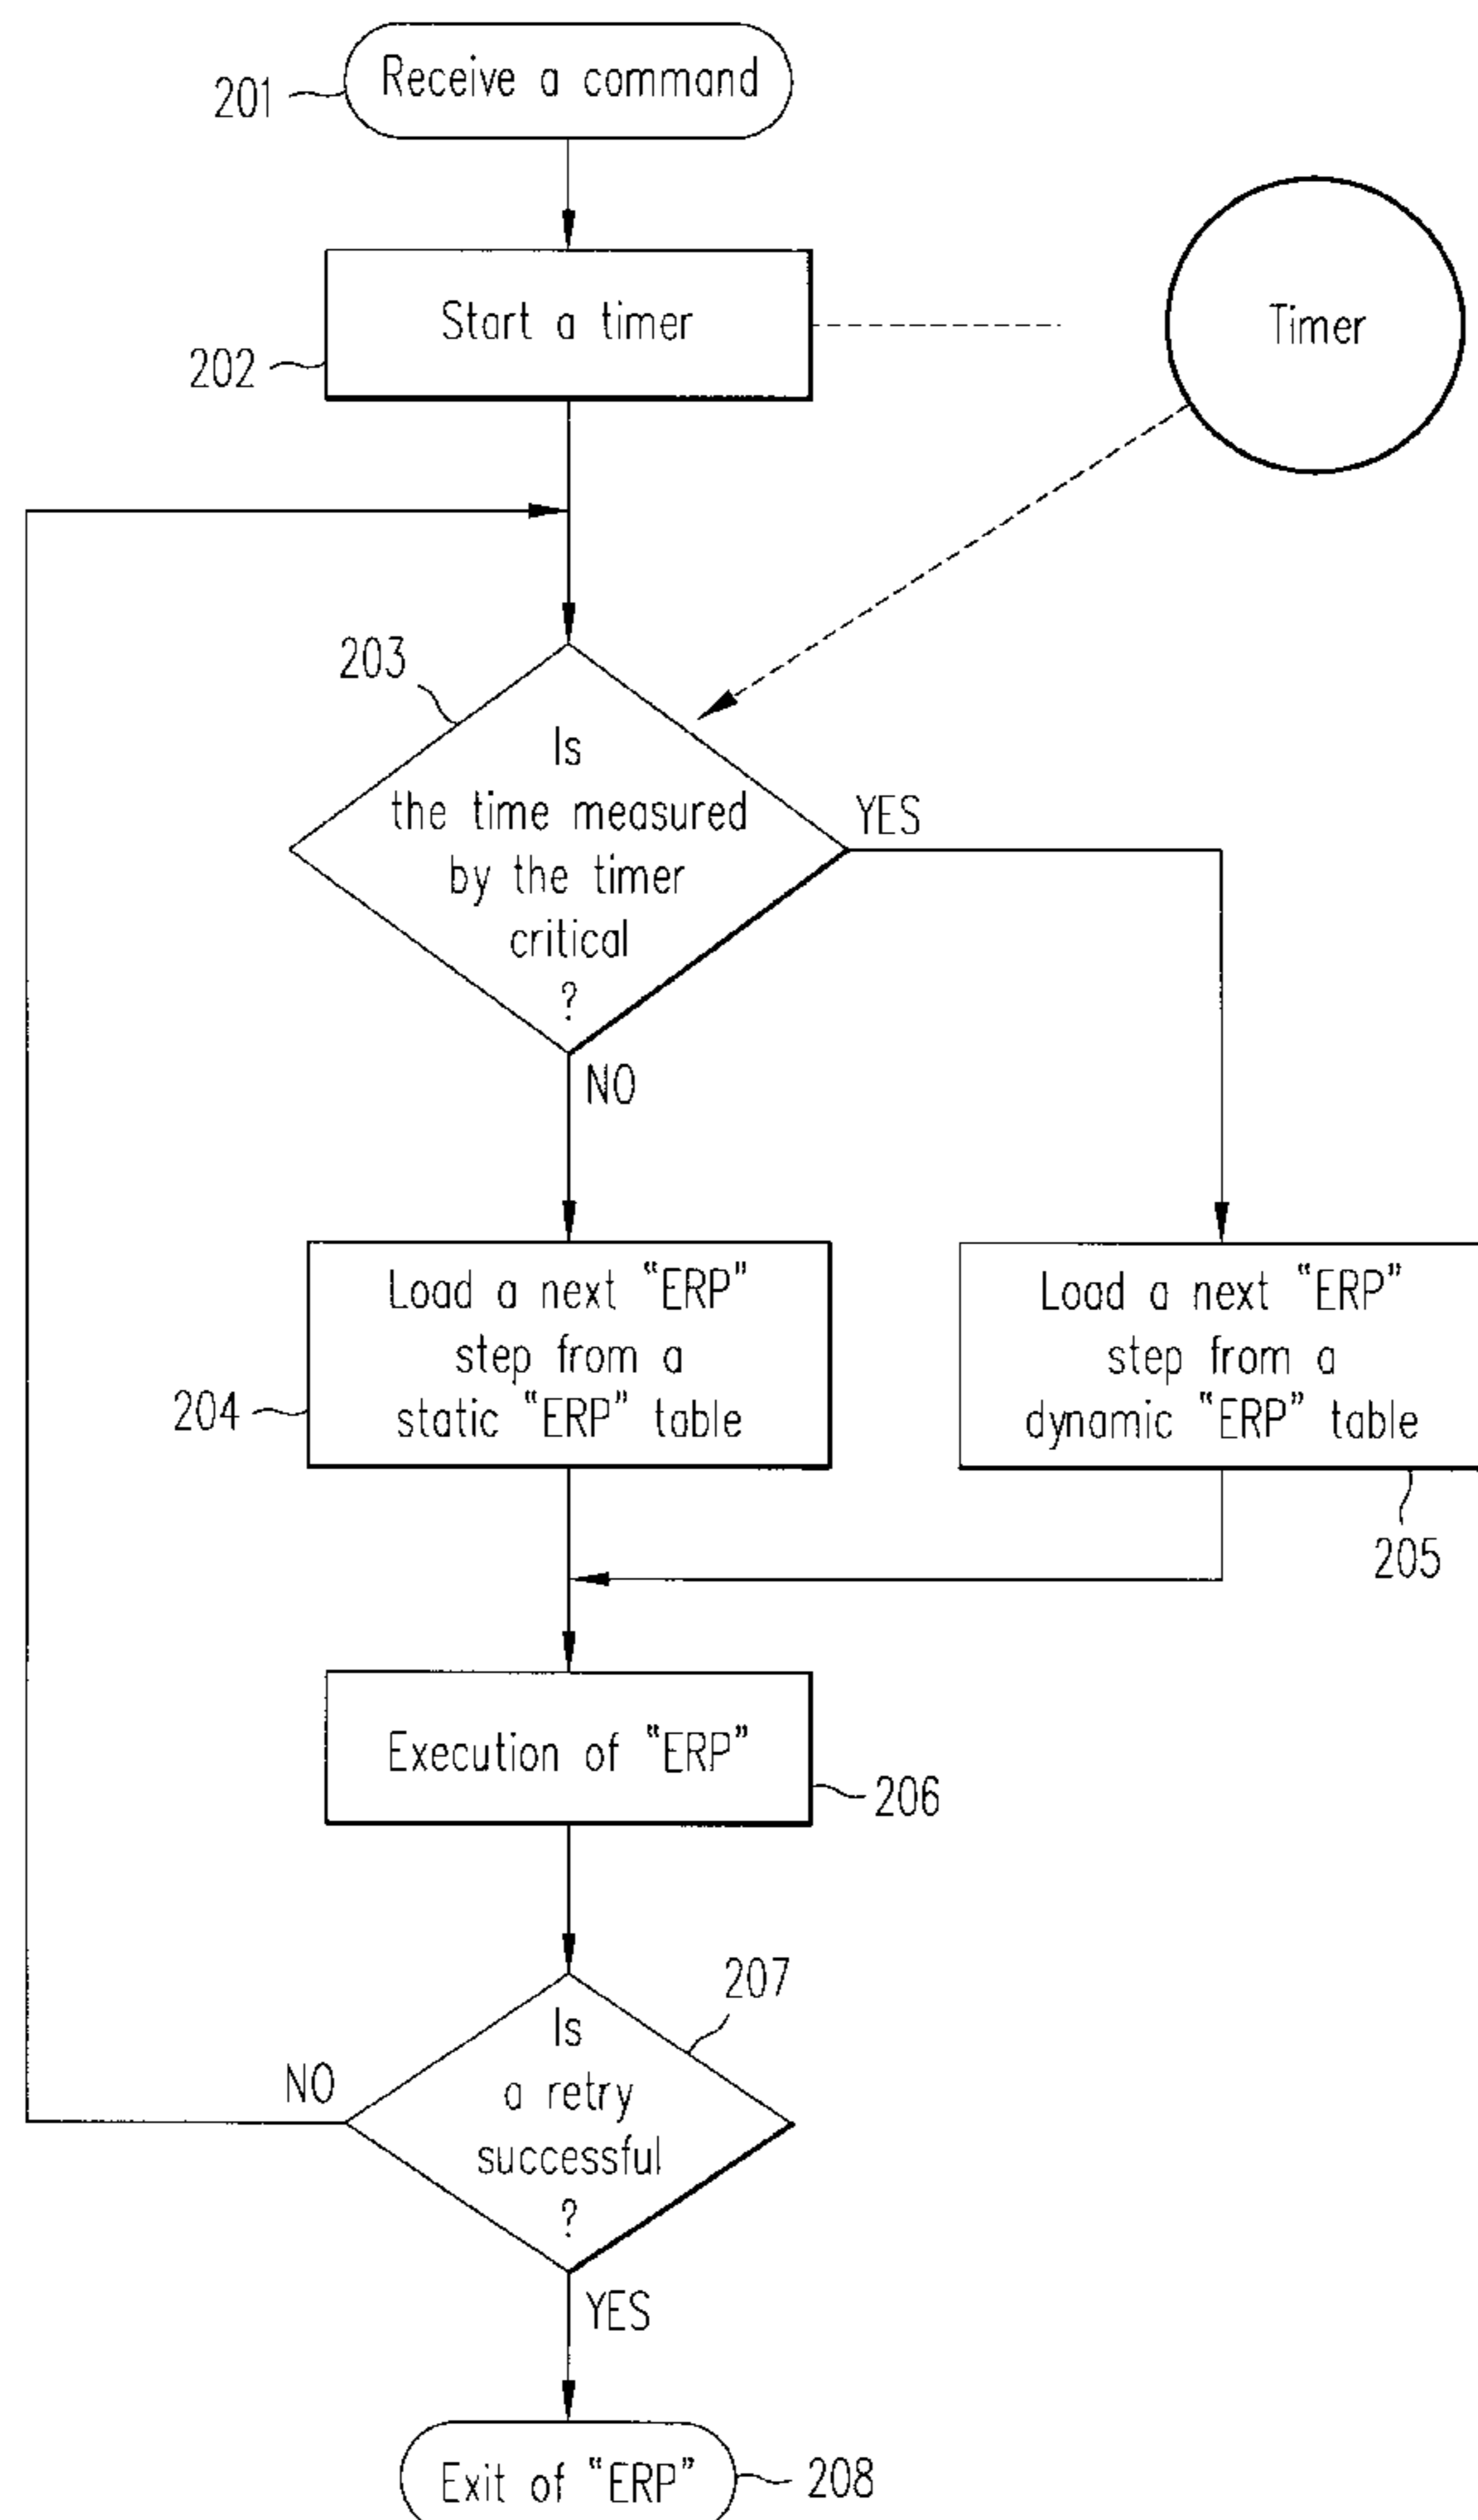 Receive a command
201
Start a timer
202
Timer
203
Is
the time measured
by the timer
critical
?
YES
NO
Load a next “ERP”
step from a
static “ERP” table
204
Load a next “ERP”
step from a
dynamic “ERP” table
205
Execution of “ERP”
206
207
Is
a retry
successful
?
NO
YES
Exit of “ERP”
208